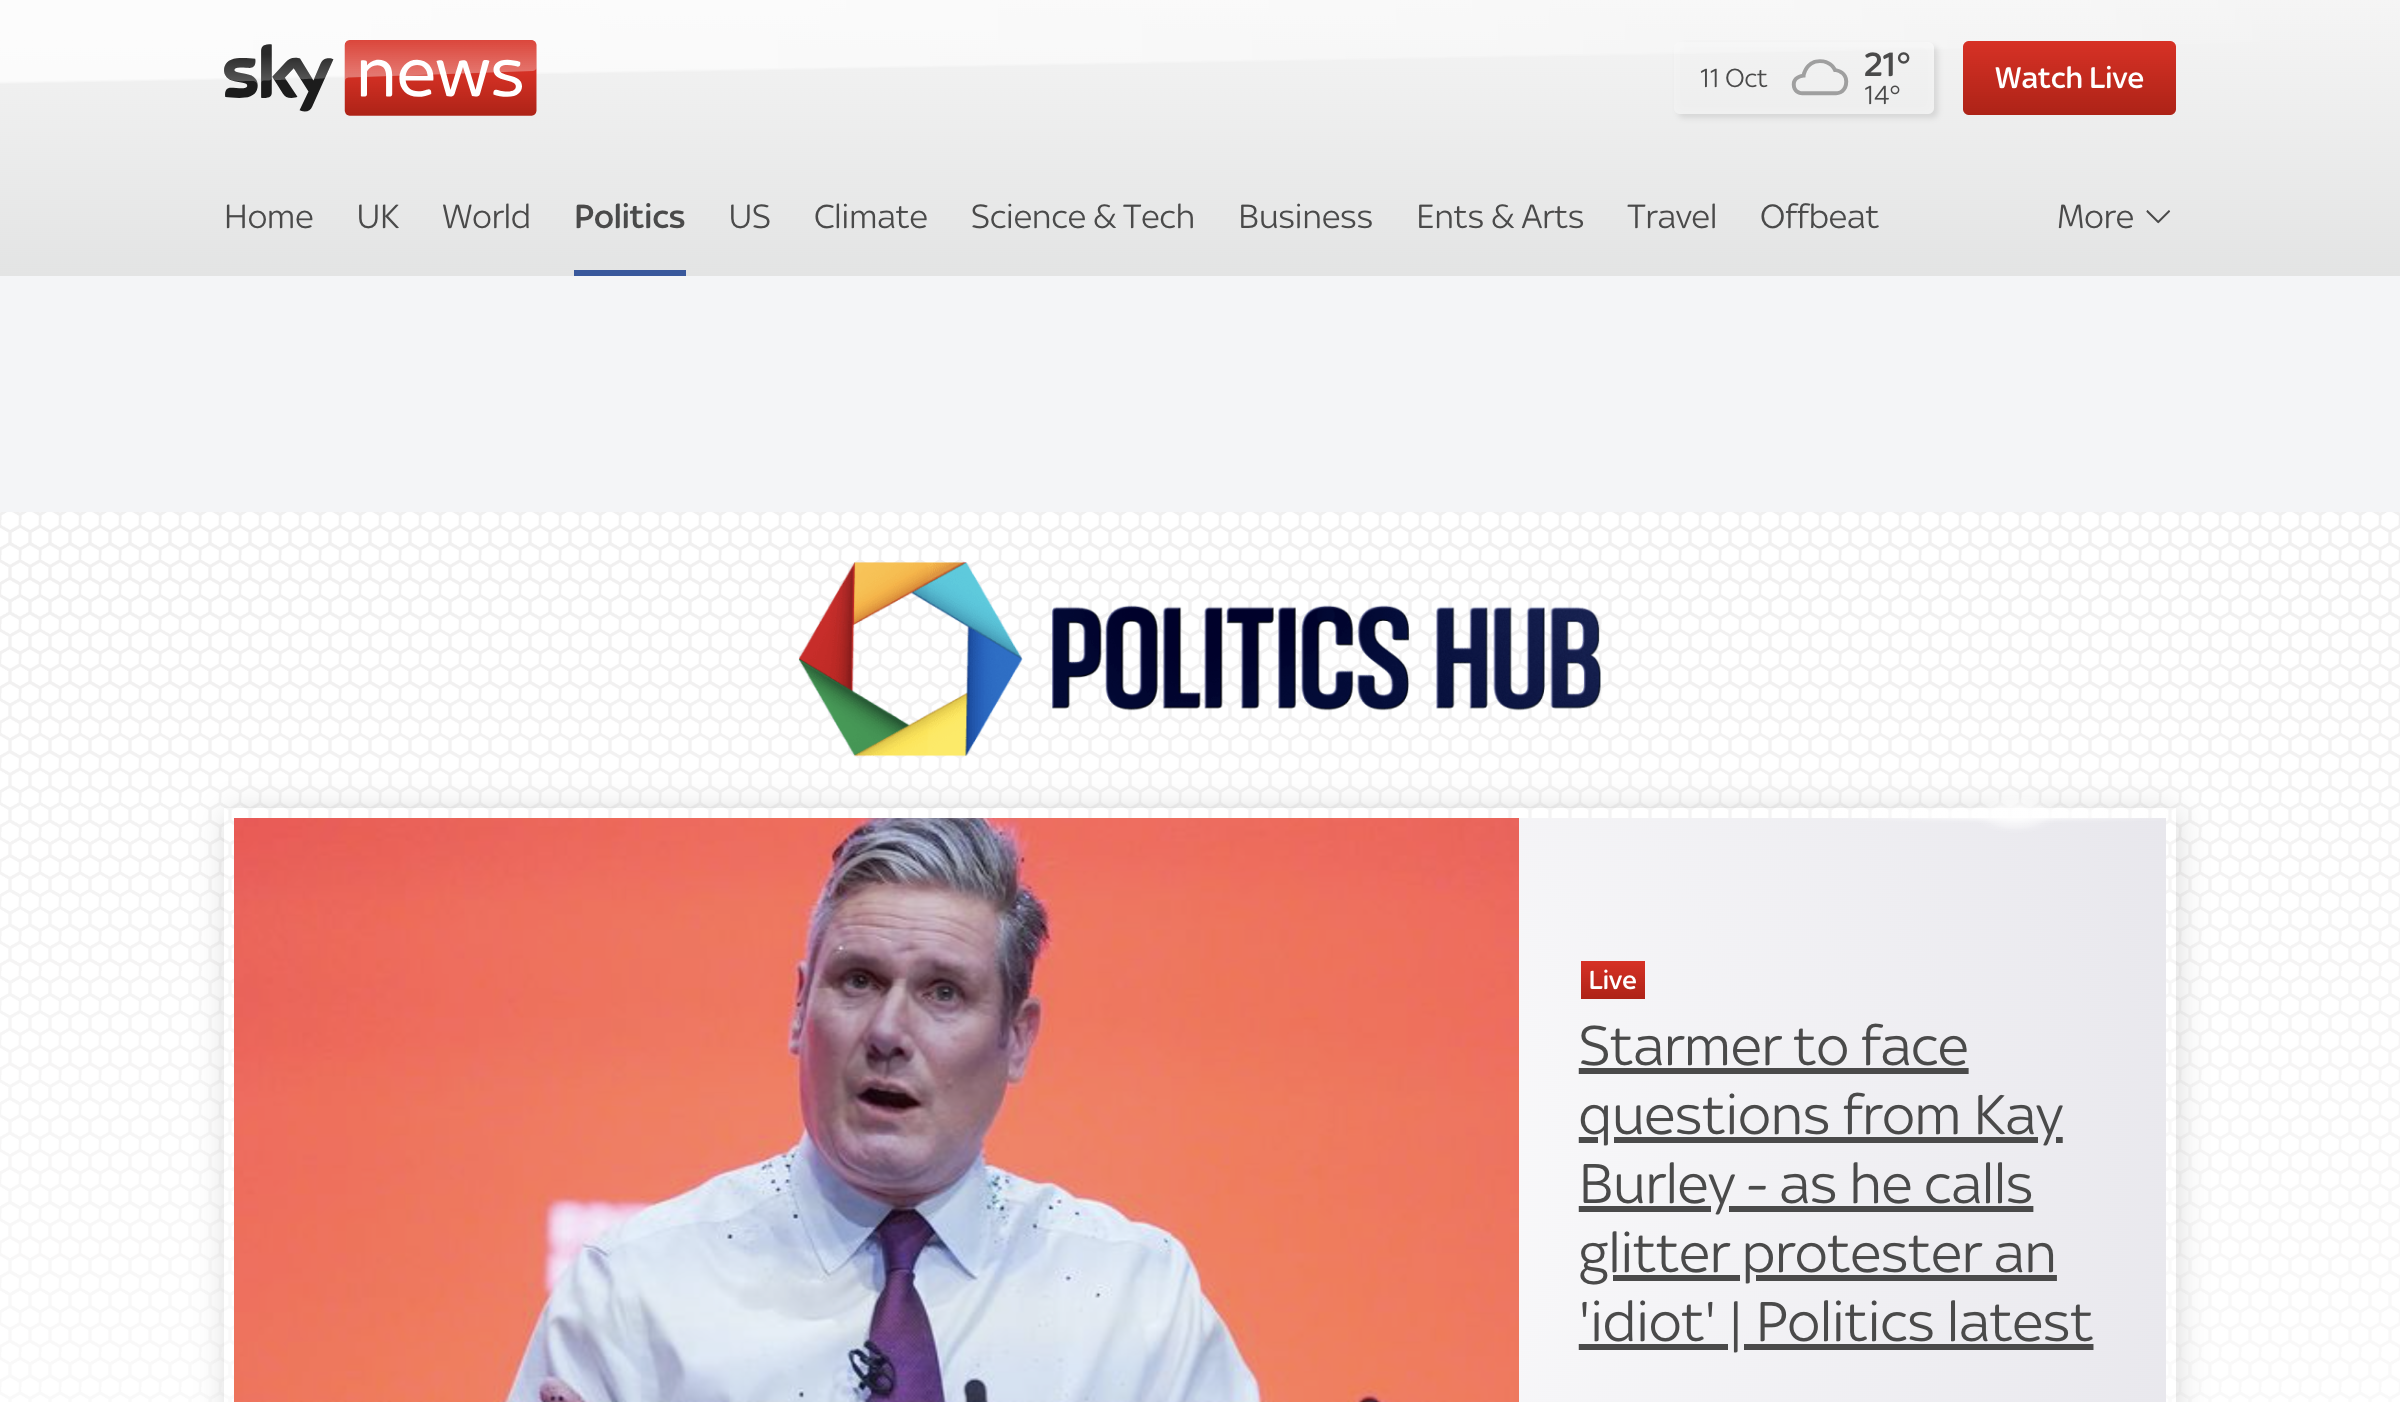 sky news
11 Oct 21° 14°
Watch Live
Home UK World Politics US Climate Science & Tech Business Ents & Arts Travel Offbeat More
POLITICS HUB
Live
Starmer to face
questions from Kay
Burley - as he calls
glitter protester an
'idiot' | Politics latest